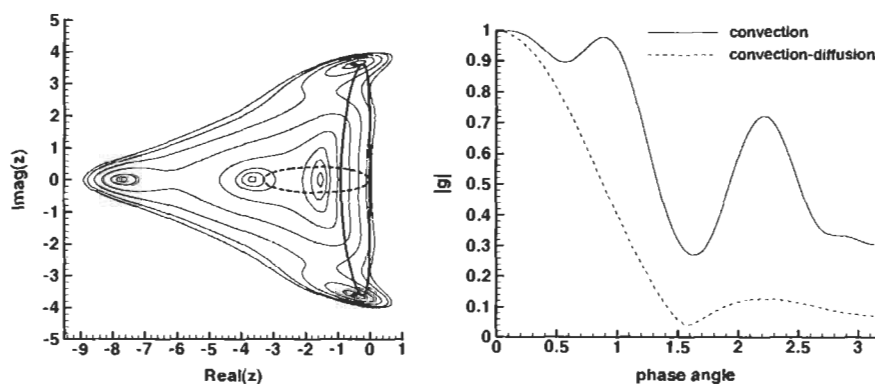 5
4
3
2
1
0
-1
-2
-3
-4
-5
Imag(z)
-9 -8 -7 -6 -5 -4 -3 -2 -1 0 1
Real(z)
1
0.9
0.8
0.7
0.6
0.5
0.4
0.3
0.2
0.1
0
|g|
convection
convection-diffusion
0 0.5 1 1.5 2 2.5 3
phase angle